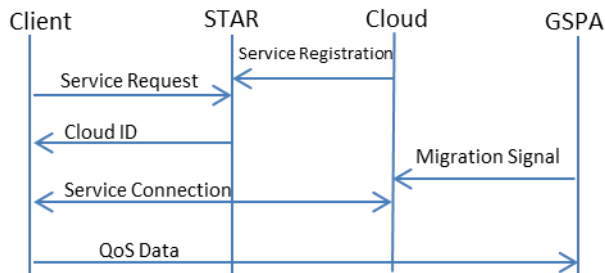 Client
STAR
Cloud
GSPA
Service Registration
Service Request
Cloud ID
Migration Signal
Service Connection
QoS Data